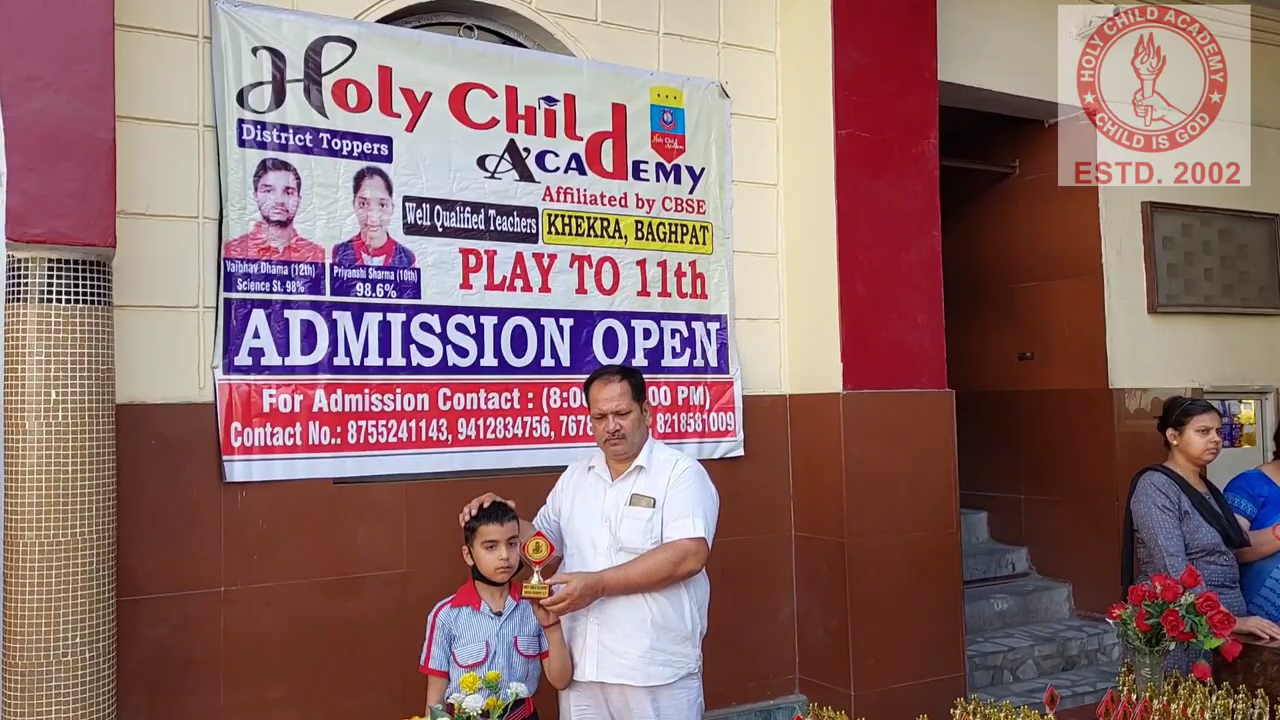 Holy Child
Academy
District Toppers
Affiliated by CBSE
Well Qualified Teachers
KHEKRA, BAGHPAT
Vaibhav Dhama (12th)
Science St. 98%
Priyanshi Sharma (10th)
98.6%
PLAY TO 11th
ADMISSION OPEN
For Admission Contact : (8:0 00 PM)
Contact No.: 8755241143, 9412834756, 7678 8218581009
HOLY CHILD ACADEMY
CHILD IS GOD
ESTD. 2002